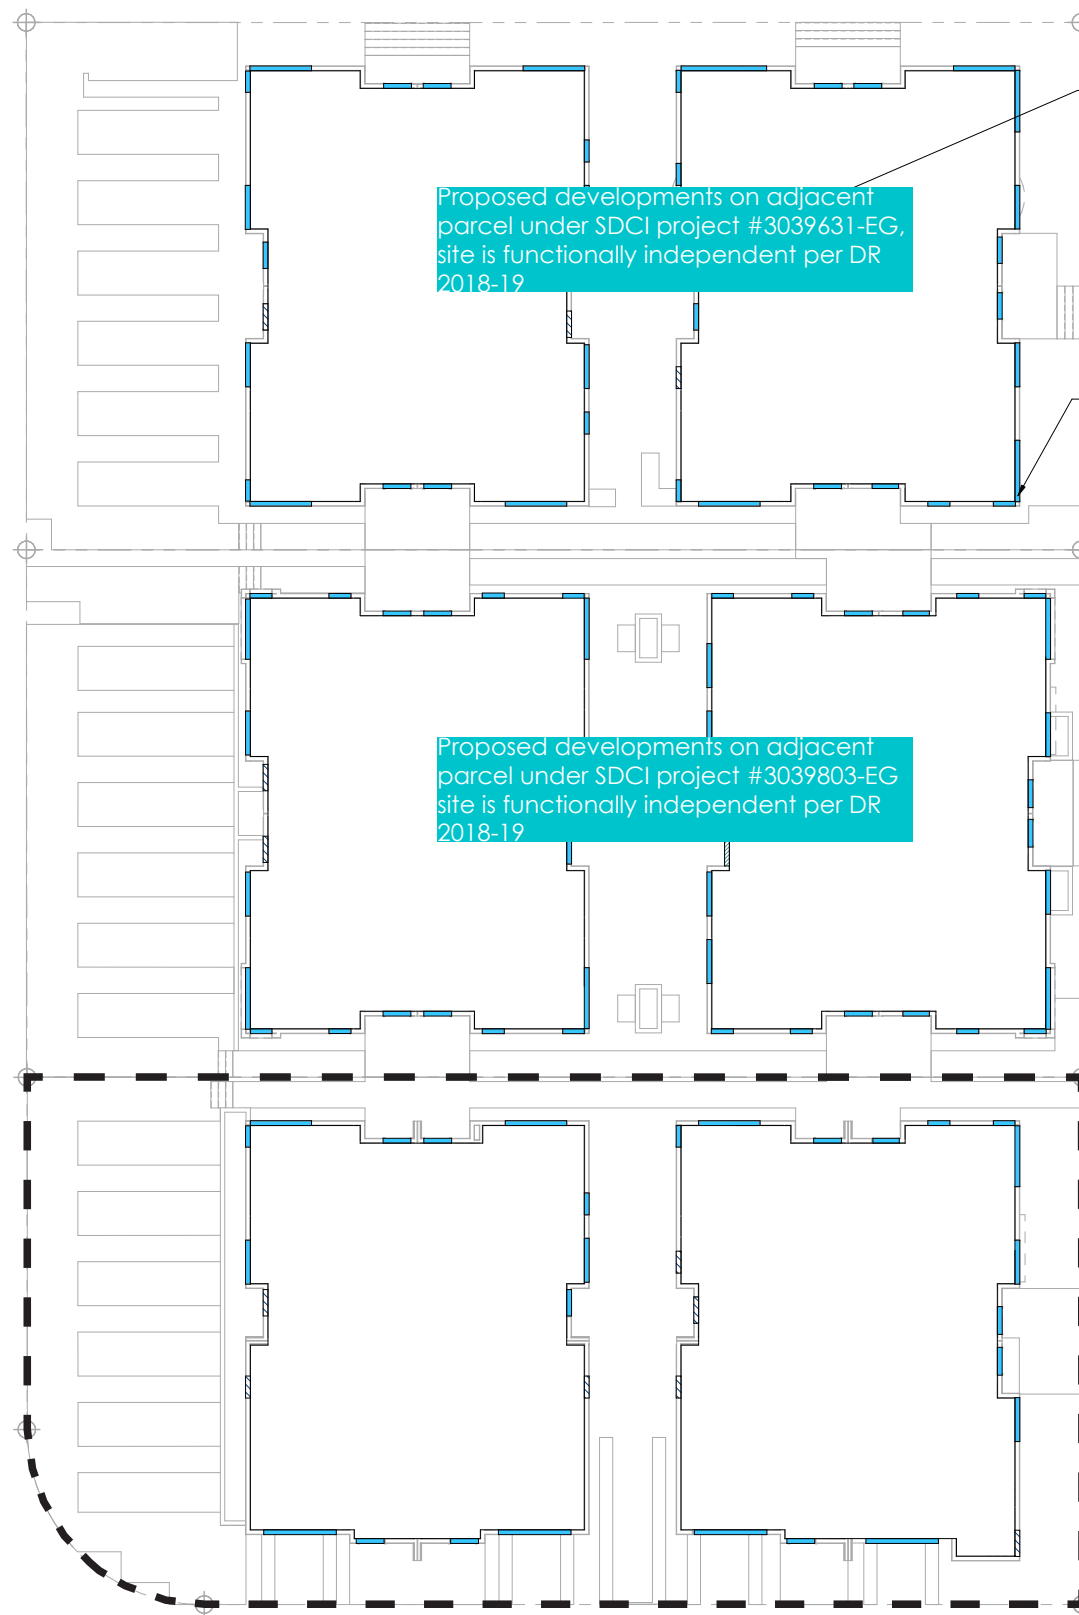 Proposed developments on adjacent
parcel under SDCI project #3039631-EG,
site is functionally independent per DR
2018-19
Proposed developments on adjacent
parcel under SDCI project #3039803-EG
site is functionally independent per DR
2018-19